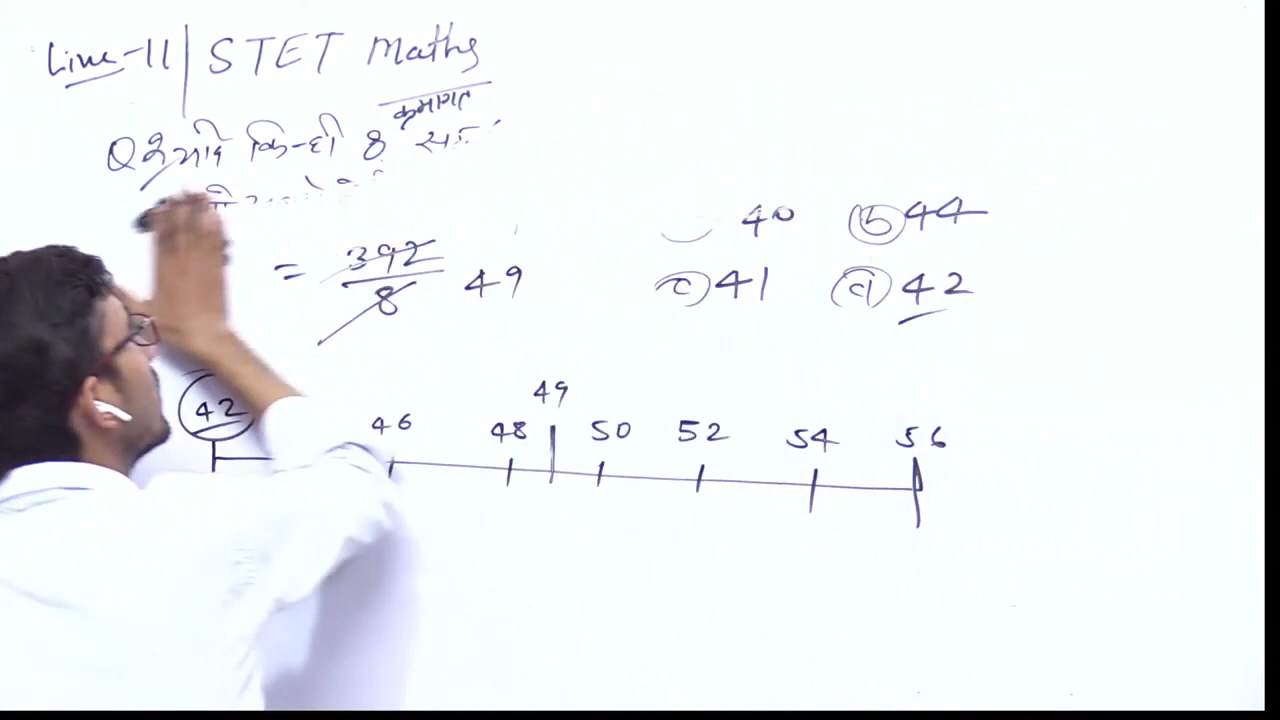 Line-11 | STET Maths
Q यदि किन्ही 8 क्रमागत
40 (b) 44
= 392/8 49
(c) 41 (d) 42
49
42 46 48 50 52 54 56